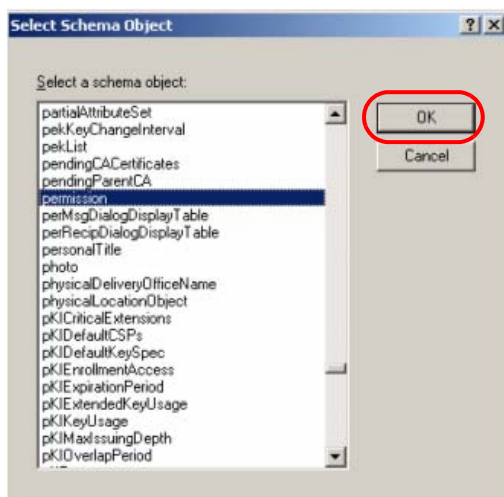 Select Schema Object
Select a schema object:
partialAttributeSet
pekKeyChangeInterval
pekList
pendingCACertificates
pendingParentCA
permission
perMsgDialogDisplayTable
perRecipDialogDisplayTable
personalTitle
photo
physicalDeliveryOfficeName
physicalLocationObject
pKICriticalExtensions
pKIDefaultCSPs
pKIDefaultKeySpec
pKIEnrollmentAccess
pKIExpirationPeriod
pKIExtendedKeyUsage
pKIKeyUsage
pKIMaxIssuingDepth
pKIOverlapPeriod
OK
Cancel